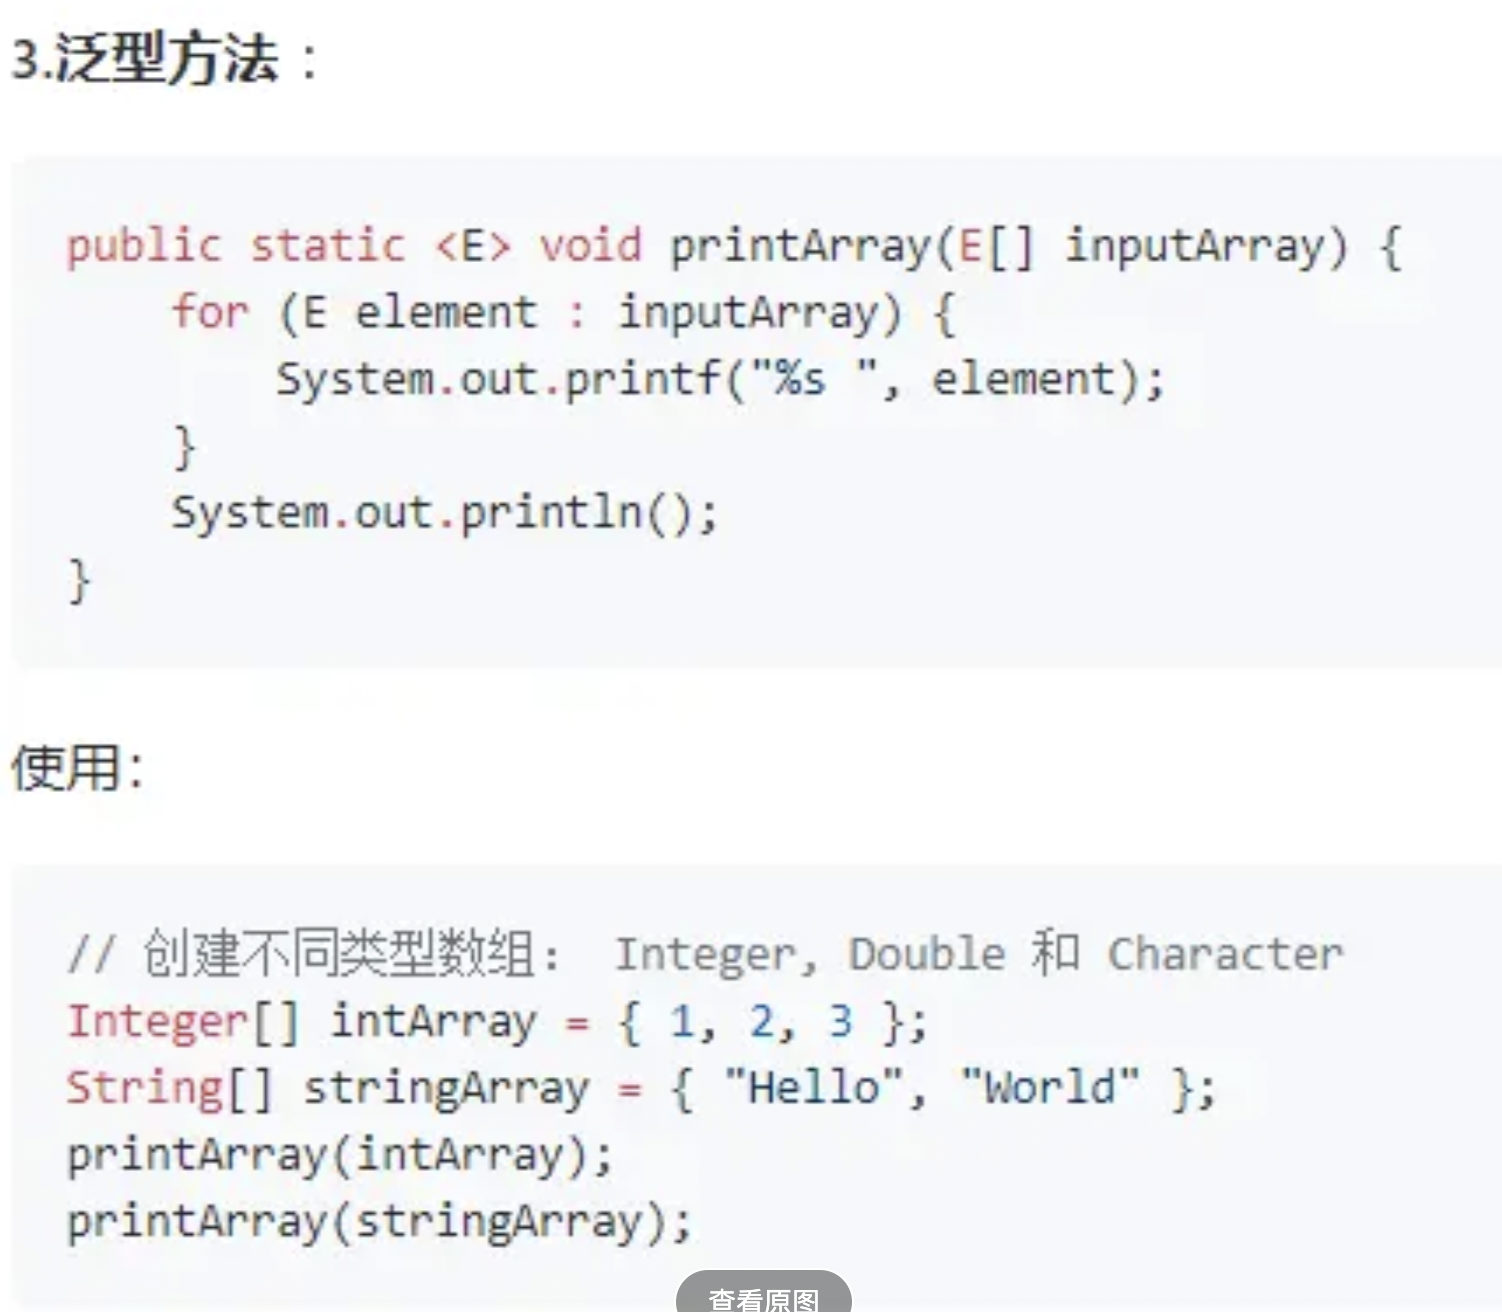 3.泛型方法：
public static <E> void printArray(E[] inputArray) {
    for (E element : inputArray) {
        System.out.printf("%s ", element);
    }
    System.out.println();
}
使用：
// 创建不同类型数组： Integer, Double 和 Character
Integer[] intArray = { 1, 2, 3 };
String[] stringArray = { "Hello", "World" };
printArray(intArray);
printArray(stringArray);
查看原图